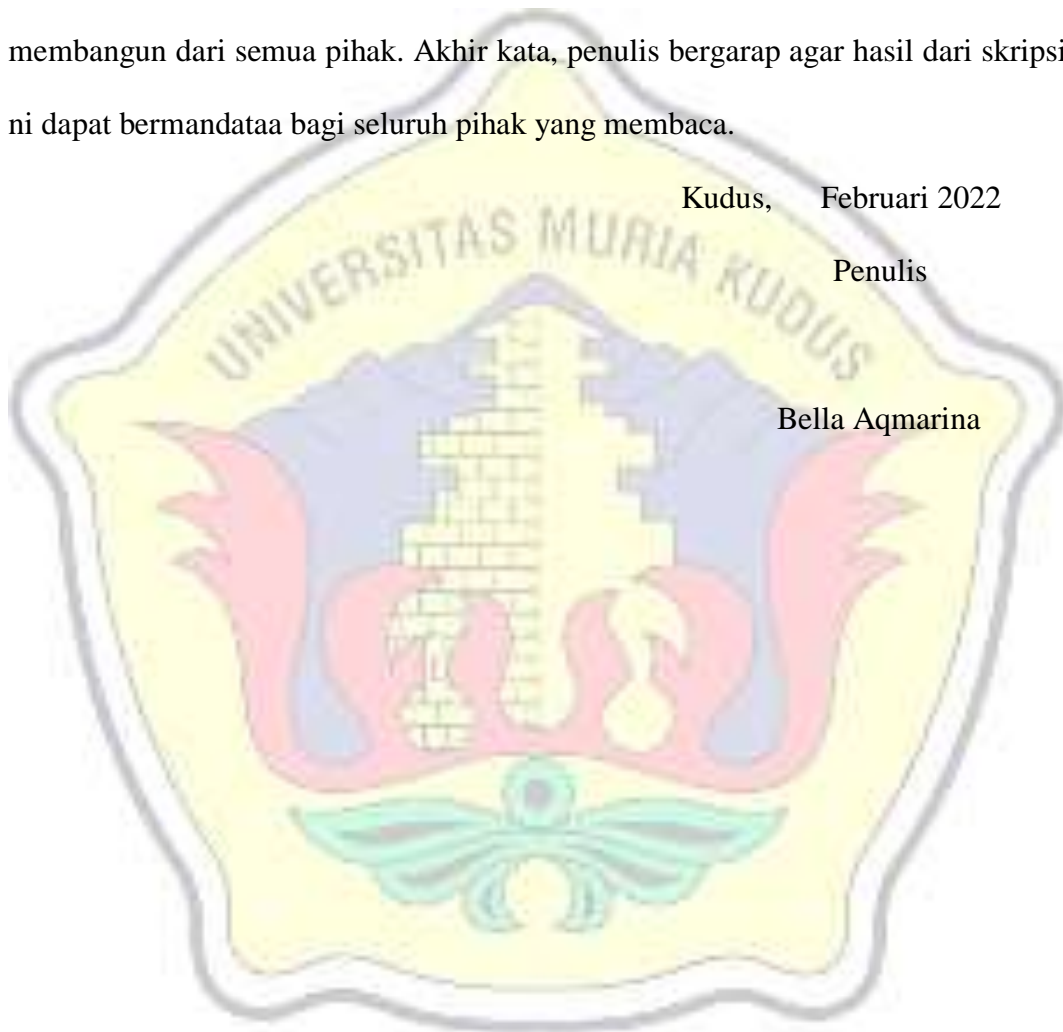 membangun dari semua pihak. Akhir kata, penulis bergarap agar hasil dari skripsi
ni dapat bermandataa bagi seluruh pihak yang membaca.
Kudus, Februari 2022
UNIVERSITAS MURIA KUDUS
Penulis
Bella Aqmarina